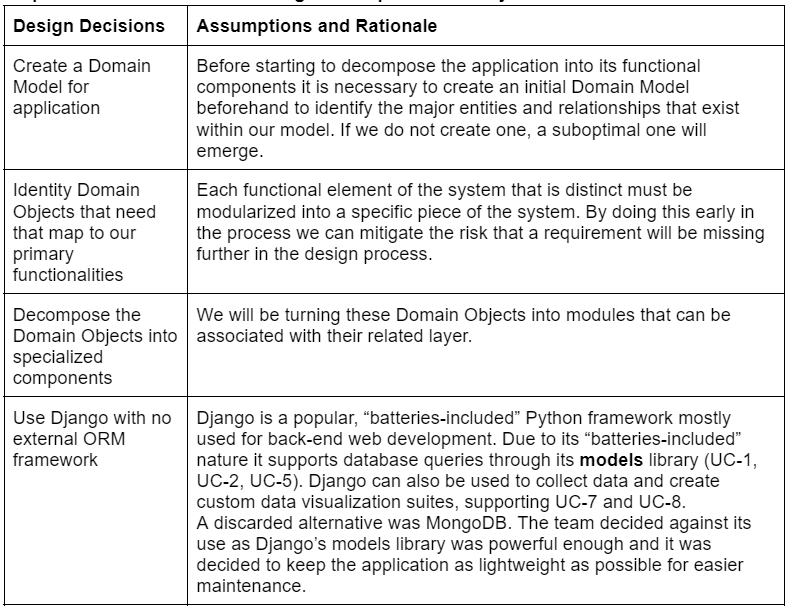 Design Decisions
Assumptions and Rationale
Create a Domain
Model for
application
Before starting to decompose the application into its functional
components it is necessary to create an initial Domain Model
beforehand to identify the major entities and relationships that exist
within our model. If we do not create one, a suboptimal one will
emerge.
Identity Domain
Objects that need
that map to our
primary
functionalities
Each functional element of the system that is distinct must be
modularized into a specific piece of the system. By doing this early in
the process we can mitigate the risk that a requirement will be missing
further in the design process.
Decompose the
Domain Objects into
specialized
components
We will be turning these Domain Objects into modules that can be
associated with their related layer.
Use Django with no
external ORM
framework
Django is a popular, “batteries-included” Python framework mostly
used for back-end web development. Due to its “batteries-included”
nature it supports database queries through its models library (UC-1,
UC-2, UC-5). Django can also be used to collect data and create
custom data visualization suites, supporting UC-7 and UC-8.
A discarded alternative was MongoDB. The team decided against its
use as Django’s models library was powerful enough and it was
decided to keep the application as lightweight as possible for easier
maintenance.